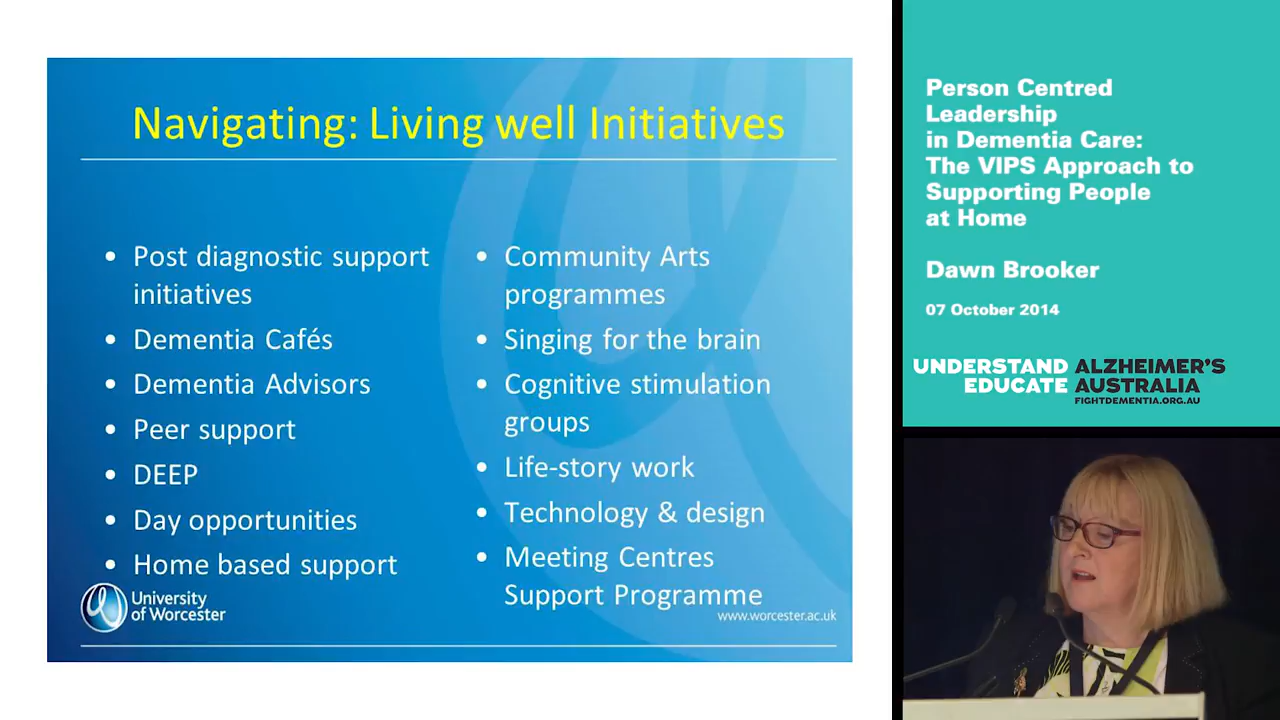 Navigating: Living well Initiatives
• Post diagnostic support
initiatives
• Dementia Cafés
• Dementia Advisors
• Peer support
• DEEP
• Day opportunities
• Home based support
• Community Arts
programmes
• Singing for the brain
• Cognitive stimulation
groups
• Life-story work
• Technology & design
• Meeting Centres
Support Programme
University
of Worcester
www.worcester.ac.uk
Person Centred
Leadership
in Dementia Care:
The VIPS Approach to
Supporting People
at Home
Dawn Brooker
07 October 2014
UNDERSTAND
EDUCATE
ALZHEIMER'S
AUSTRALIA
FIGHTDEMENTIA.ORG.AU